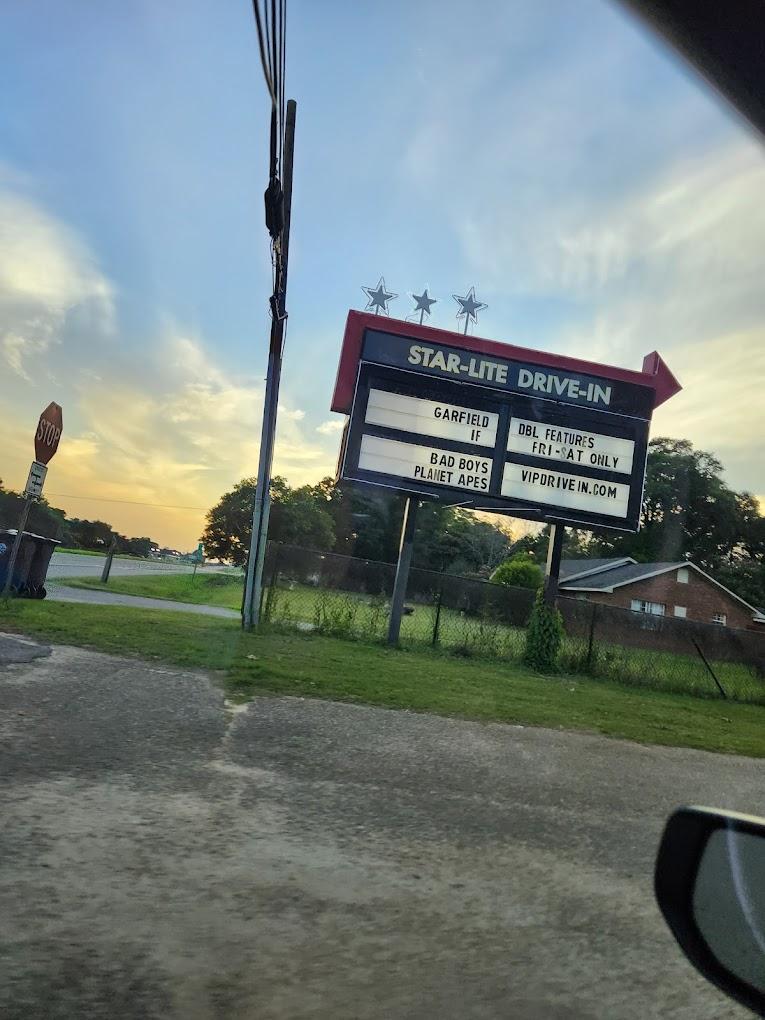 STOP
STAR-LITE DRIVE-IN
GARFIELD
IF
BAD BOYS
PLANET APES
DBL FEATURES
FRI-SAT ONLY
VIPDRIVEIN.COM